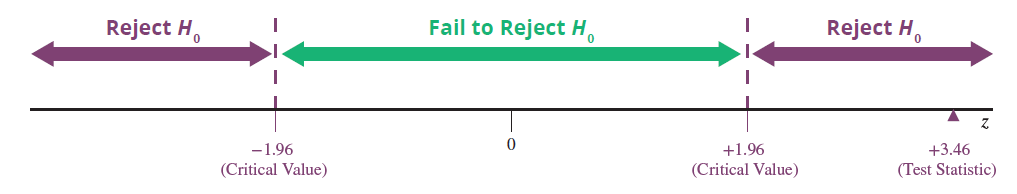 Reject H₀
Fail to Reject H₀
Reject H₀
z
−1.96
(Critical Value)
0
+1.96
(Critical Value)
+3.46
(Test Statistic)